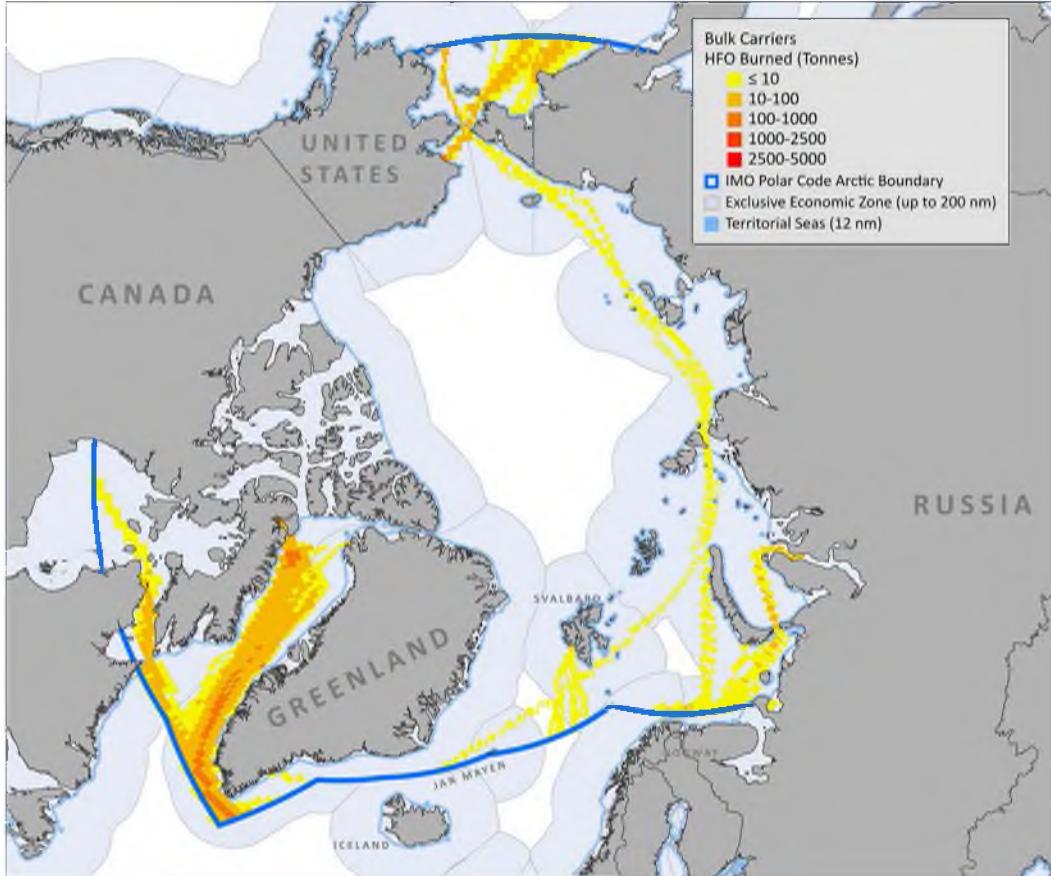 Bulk Carriers
HFO Burned (Tonnes)
≤ 10
10-100
100-1000
1000-2500
2500-5000
IMO Polar Code Arctic Boundary
Exclusive Economic Zone (up to 200 nm)
Territorial Seas (12 nm)
UNITED
STATES
CANADA
RUSSIA
SVALBARD
GREENLAND
NORWAY
JAN MAYEN
ICELAND